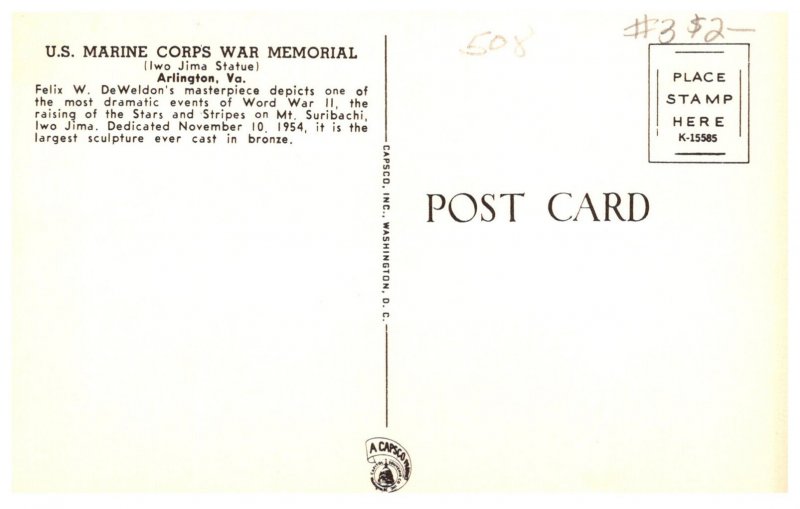 U.S. MARINE CORPS WAR MEMORIAL
(Iwo Jima Statue)
Arlington, Va.
Felix W. DeWeldon's masterpiece depicts one of
the most dramatic events of Word War II, the
raising of the Stars and Stripes on Mt. Suribachi,
Iwo Jima. Dedicated November 10, 1954, it is the
largest sculpture ever cast in bronze.
CAPSCO, INC., WASHINGTON, D. C.
A CAPSCO
508
#3 $2—
PLACE
STAMP
HERE
K-15585
POST CARD